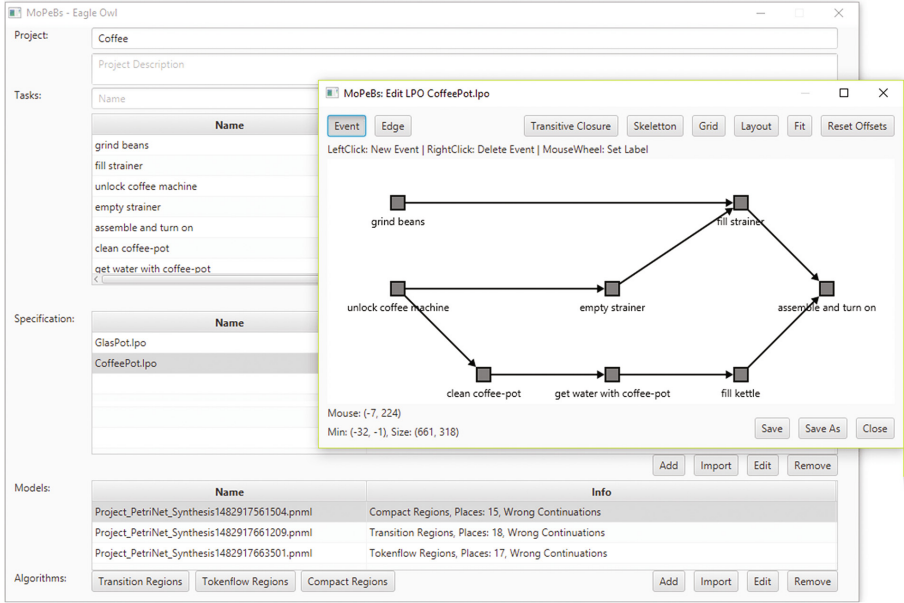 MoPeBs - Eagle Owl
Project:
Coffee
Project Description
Tasks:
Name
Name
grind beans
fill strainer
unlock coffee machine
empty strainer
assemble and turn on
clean coffee-pot
get water with coffee-pot
MoPeBs: Edit LPO CoffeePot.lpo
Event Edge Transitive Closure Skeletton Grid Layout Fit Reset Offsets
LeftClick: New Event | RightClick: Delete Event | MouseWheel: Set Label
grind beans fill strainer
unlock coffee machine empty strainer assemble and turn on
clean coffee-pot get water with coffee-pot fill kettle
Mouse: (-7, 224)
Min: (-32, -1), Size: (661, 318)
Save Save As Close
Specification:
Name
GlasPot.lpo
CoffeePot.lpo
Add Import Edit Remove
Models:
Name Info
Project_PetriNet_Synthesis1482917561504.pnml Compact Regions, Places: 15, Wrong Continuations
Project_PetriNet_Synthesis1482917661209.pnml Transition Regions, Places: 18, Wrong Continuations
Project_PetriNet_Synthesis1482917663501.pnml Tokenflow Regions, Places: 17, Wrong Continuations
Algorithms:
Transition Regions Tokenflow Regions Compact Regions Add Import Edit Remove